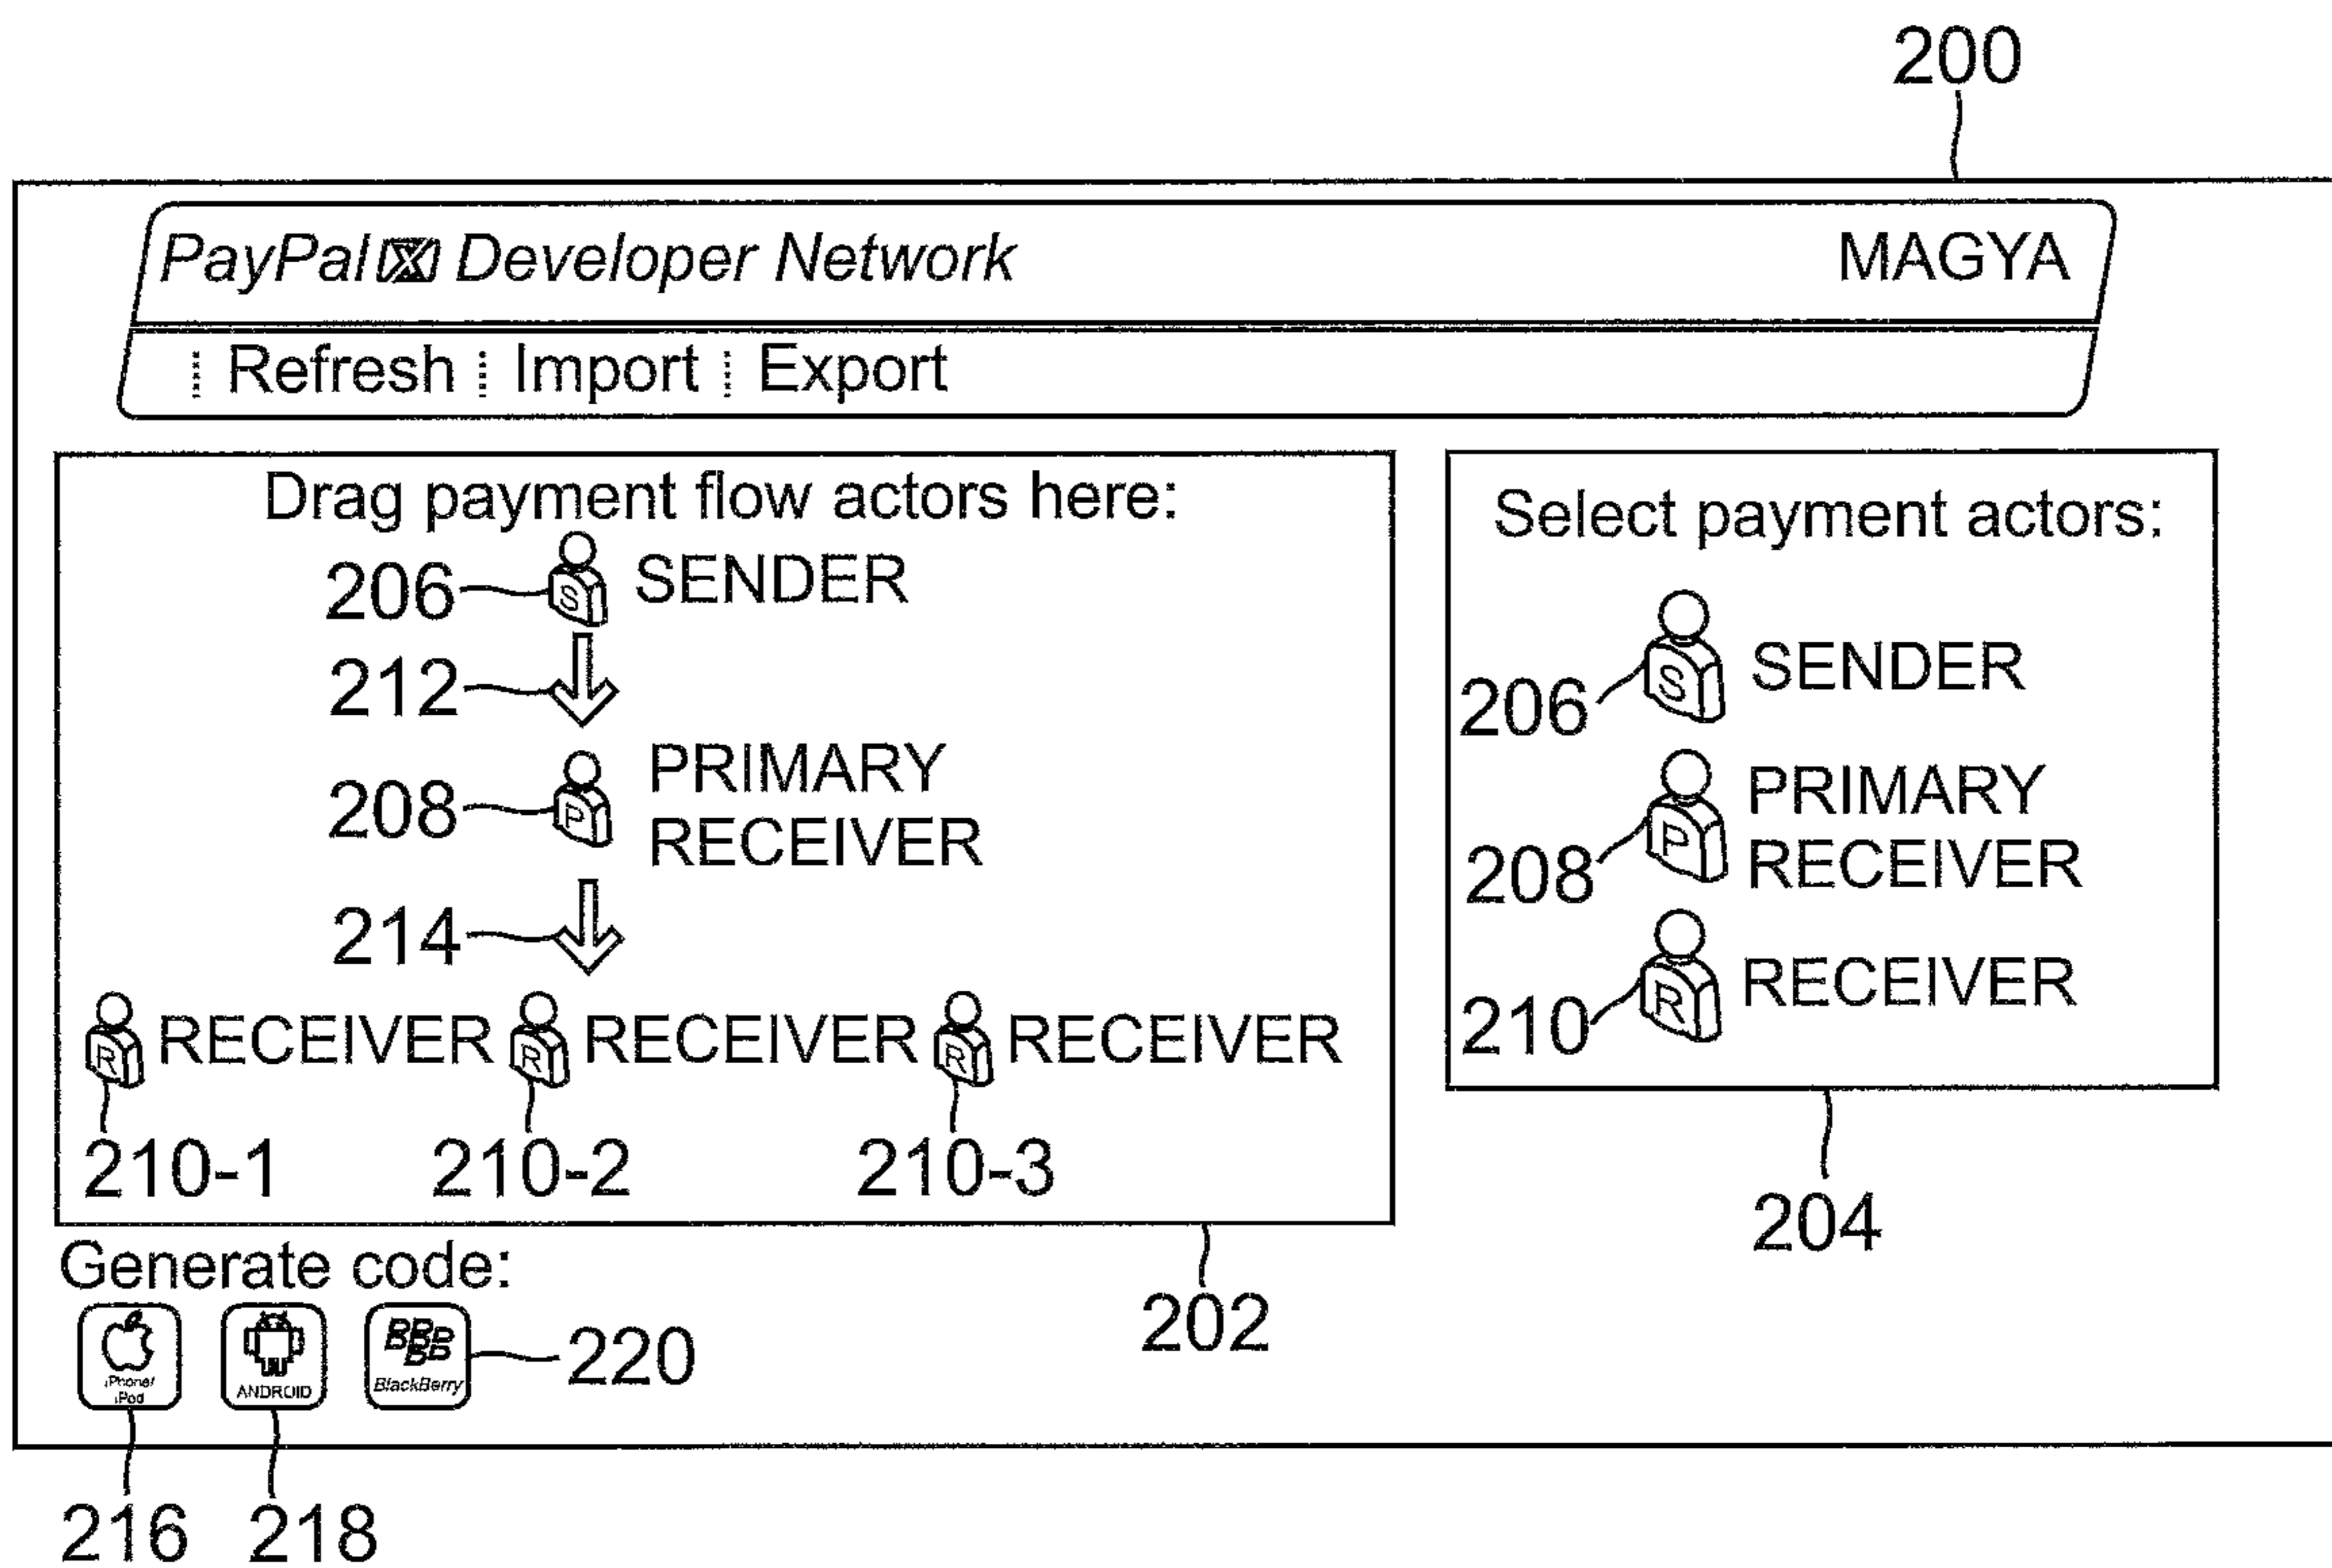 200
PayPal X Developer Network MAGYA
Refresh Import Export
Drag payment flow actors here:
206 S SENDER
212
208 P PRIMARY
RECEIVER
214
R RECEIVER R RECEIVER R RECEIVER
210-1 210-2 210-3
202
Select payment actors:
206 S SENDER
208 P PRIMARY
RECEIVER
210 R RECEIVER
204
Generate code:
iPhone/
iPod
ANDROID
BlackBerry
220
216 218